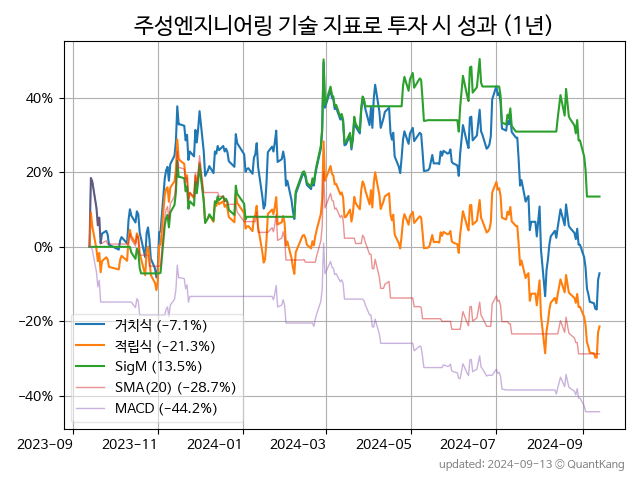 주성엔지니어링 기술 지표로 투자 시 성과 (1년)
40%
20%
0%
−20%
−40%
거치식 (−7.1%)
적립식 (−21.3%)
SigM (13.5%)
SMA(20) (−28.7%)
MACD (−44.2%)
2023-09
2023-11
2024-01
2024-03
2024-05
2024-07
2024-09
updated: 2024-09-13 © QuantKang